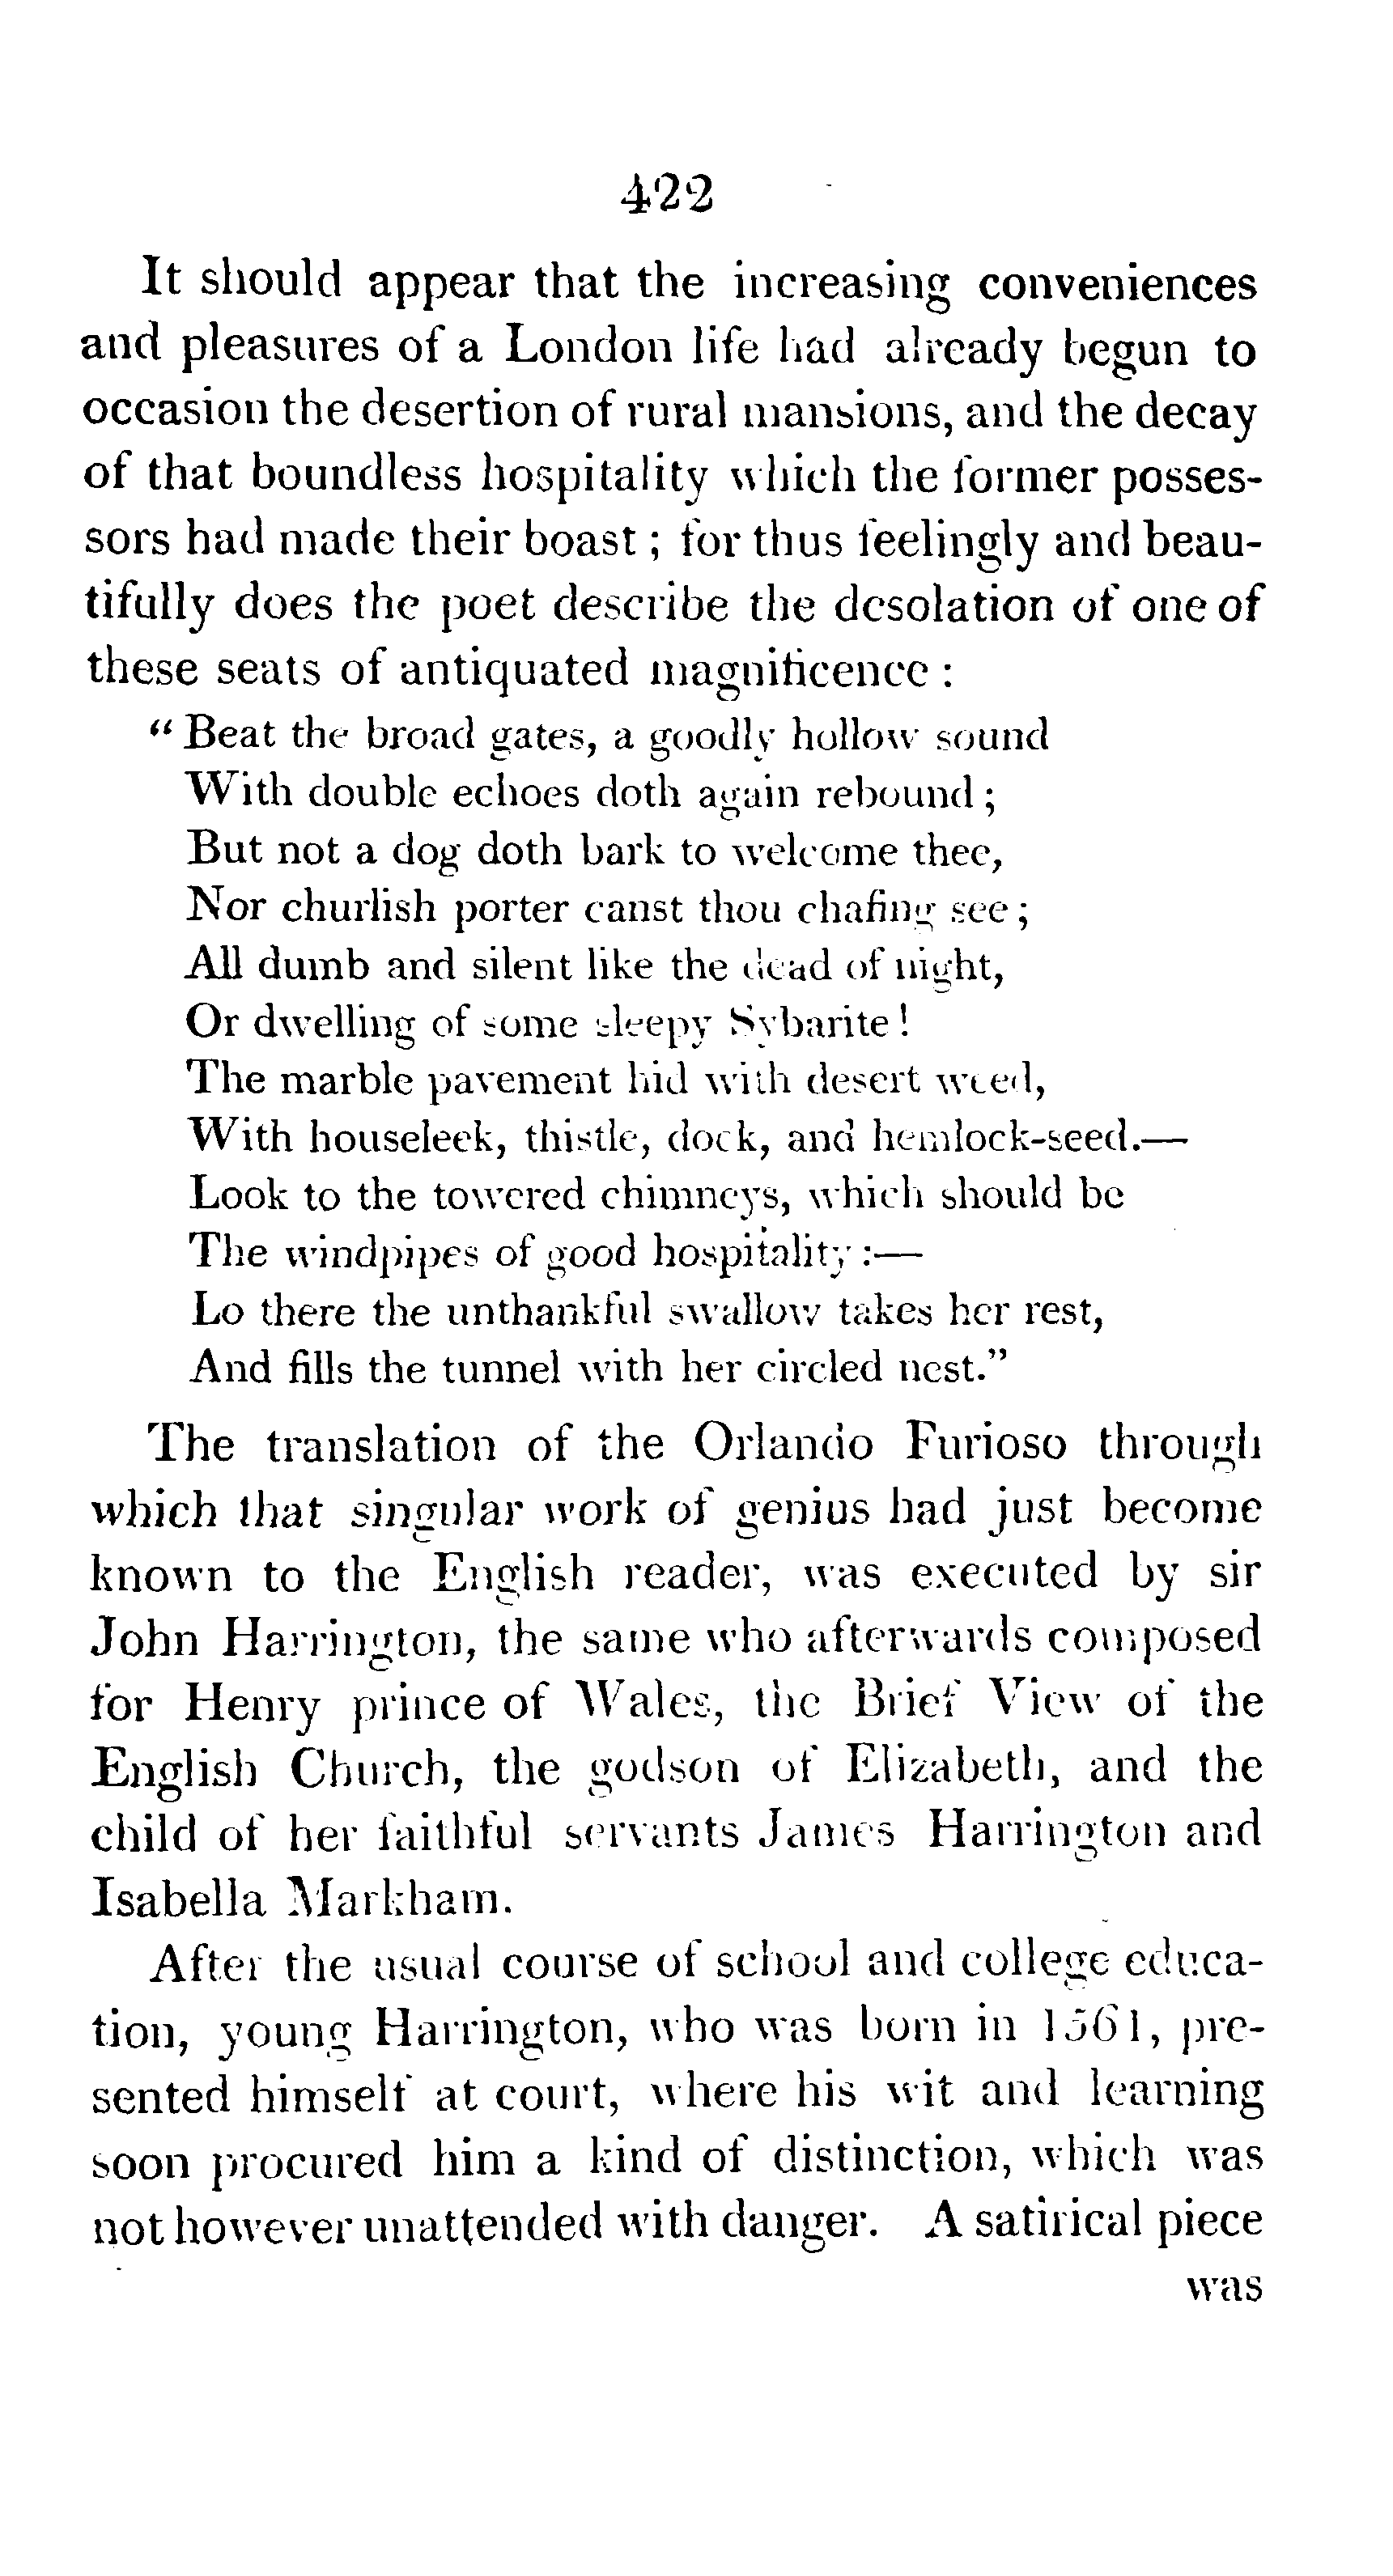 422
It should appear that the increasing conveniences
and pleasures of a London life had already begun to
occasion the desertion of rural mansions, and the decay
of that boundless hospitality which the former posses-
sors had made their boast ; for thus feelingly and beau-
tifully does the poet describe the desolation of one of
these seats of antiquated magnificence :
“ Beat the broad gates, a goodly hollow sound
With double echoes doth again rebound ;
But not a dog doth bark to welcome thee,
Nor churlish porter canst thou chafing see ;
All dumb and silent like the dead of night,
Or dwelling of some sleepy Sybarite !
The marble pavement hid with desert weed,
With houseleek, thistle, dock, and hemlock-seed.—
Look to the towered chimneys, which should be
The windpipes of good hospitality :—
Lo there the unthankful swallow takes her rest,
And fills the tunnel with her circled nest.”
The translation of the Orlando Furioso through
which that singular work of genius had just become
known to the English reader, was executed by sir
John Harrington, the same who afterwards composed
for Henry prince of Wales, the Brief View of the
English Church, the godson of Elizabeth, and the
child of her faithful servants James Harrington and
Isabella Markham.
After the usual course of school and college educa-
tion, young Harrington, who was born in 1561, pre-
sented himself at court, where his wit and learning
soon procured him a kind of distinction, which was
not however unattended with danger. A satirical piece
was